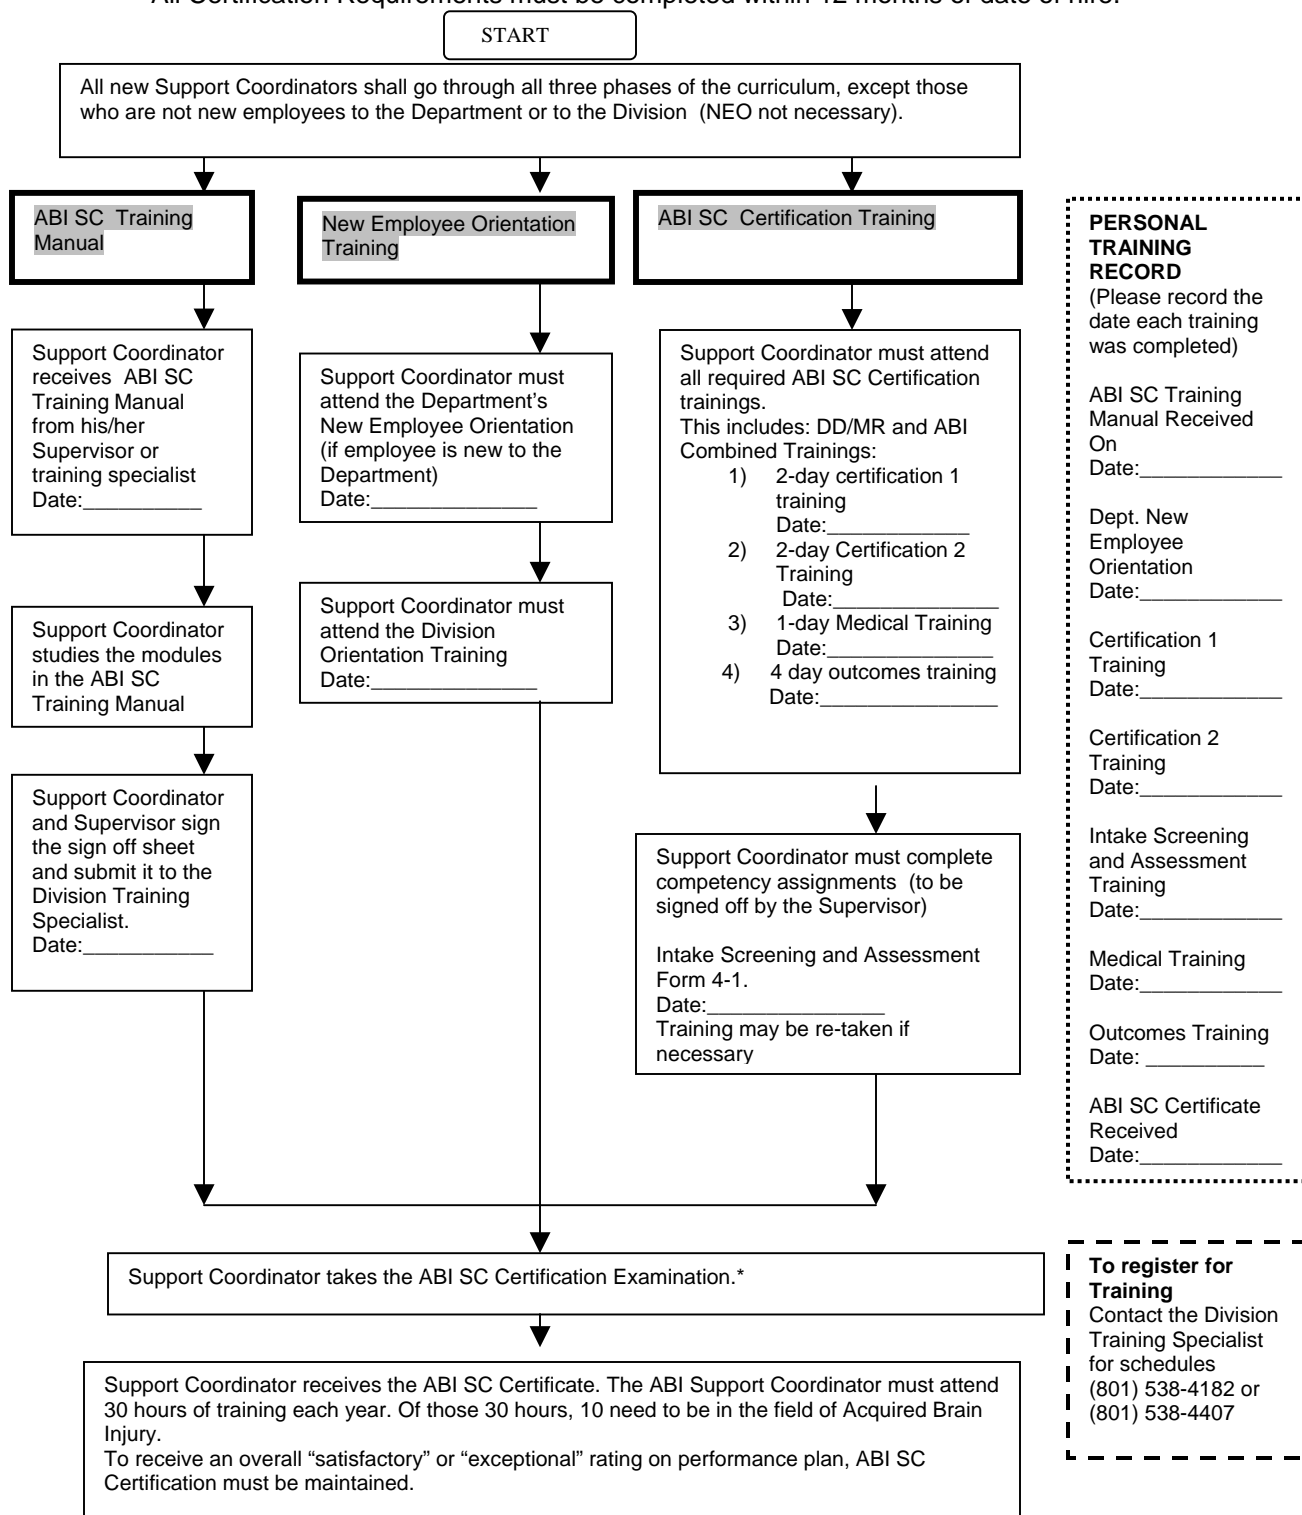 All Certification Requirements must be completed within 12 months of date of hire.
START
All new Support Coordinators shall go through all three phases of the curriculum, except those
who are not new employees to the Department or to the Division (NEO not necessary).
ABI SC Training
Manual
New Employee Orientation
Training
ABI SC Certification Training
Support Coordinator
receives ABI SC
Training Manual
from his/her
Supervisor or
training specialist
Date:__________
Support Coordinator
studies the modules
in the ABI SC
Training Manual
Support Coordinator
and Supervisor sign
the sign off sheet
and submit it to the
Division Training
Specialist.
Date:___________
Support Coordinator must
attend the Department's
New Employee Orientation
(if employee is new to the
Department)
Date:______________
Support Coordinator must
attend the Division
Orientation Training
Date:______________
Support Coordinator must attend
all required ABI SC Certification
trainings.
This includes: DD/MR and ABI
Combined Trainings:
1) 2-day certification 1
training
Date:____________
2) 2-day Certification 2
Training
Date:______________
3) 1-day Medical Training
Date:______________
4) 4 day outcomes training
Date:_______________
Support Coordinator must complete
competency assignments (to be
signed off by the Supervisor)
Intake Screening and Assessment
Form 4-1.
Date:_______________
Training may be re-taken if
necessary
Support Coordinator takes the ABI SC Certification Examination.*
Support Coordinator receives the ABI SC Certificate. The ABI Support Coordinator must attend
30 hours of training each year. Of those 30 hours, 10 need to be in the field of Acquired Brain
Injury.
To receive an overall “satisfactory” or “exceptional” rating on performance plan, ABI SC
Certification must be maintained.
PERSONAL
TRAINING
RECORD
(Please record the
date each training
was completed)
ABI SC Training
Manual Received
On
Date:____________
Dept. New
Employee
Orientation
Date:____________
Certification 1
Training
Date:____________
Certification 2
Training
Date:____________
Intake Screening
and Assessment
Training
Date:____________
Medical Training
Date:____________
Outcomes Training
Date: __________
ABI SC Certificate
Received
Date:____________
To register for
Training
Contact the Division
Training Specialist
for schedules
(801) 538-4182 or
(801) 538-4407